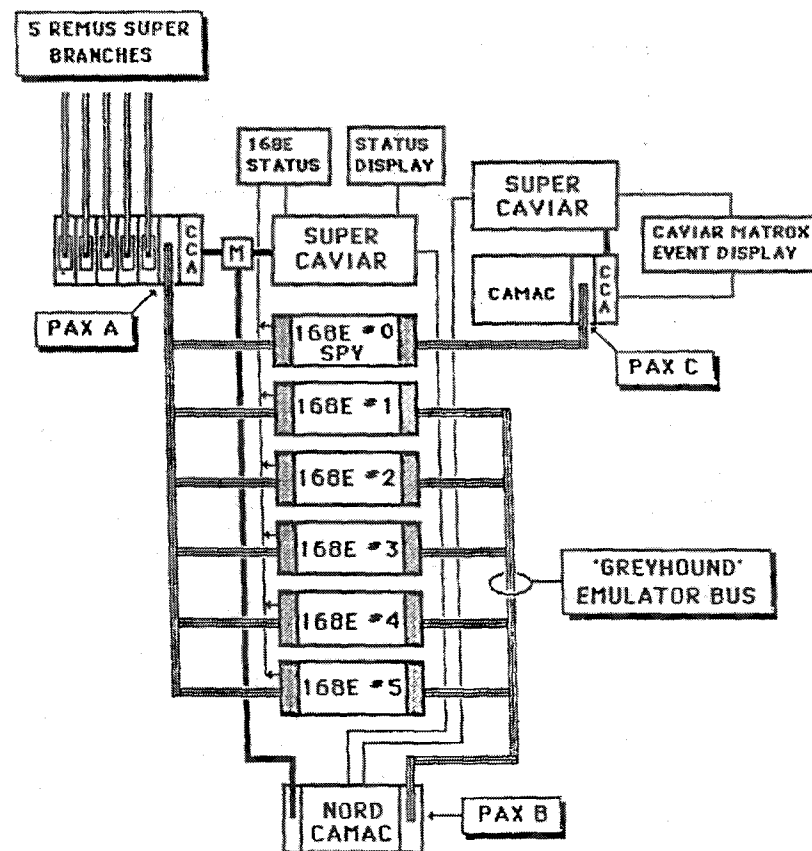 5 REMUS SUPER
BRANCHES
168E
STATUS
STATUS
DISPLAY
SUPER
CAVIAR
CCA
M
SUPER
CAVIAR
CAVIAR MATROX
EVENT DISPLAY
CAMAC
CCA
PAX A
168E #0
SPY
PAX C
168E #1
168E #2
168E #3
'GREYHOUND'
EMULATOR BUS
168E #4
168E #5
NORD
CAMAC
PAX B